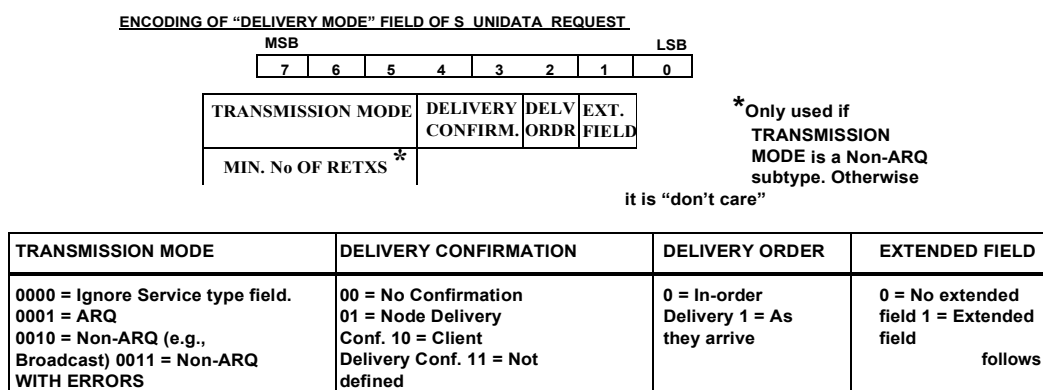 ENCODING OF “DELIVERY MODE” FIELD OF S UNIDATA REQUEST
MSB LSB
7 6 5 4 3 2 1 0
TRANSMISSION MODE DELIVERY CONFIRM. DELV ORDR EXT. FIELD
MIN. No OF RETXS *
*Only used if
TRANSMISSION
MODE is a Non-ARQ
subtype. Otherwise
it is “don’t care”
TRANSMISSION MODE DELIVERY CONFIRMATION DELIVERY ORDER EXTENDED FIELD
0000 = Ignore Service type field.
0001 = ARQ
0010 = Non-ARQ (e.g.,
Broadcast) 0011 = Non-ARQ
WITH ERRORS
00 = No Confirmation
01 = Node Delivery
Conf. 10 = Client
Delivery Conf. 11 = Not
defined
0 = In-order
Delivery 1 = As
they arrive
0 = No extended
field 1 = Extended
field
follows